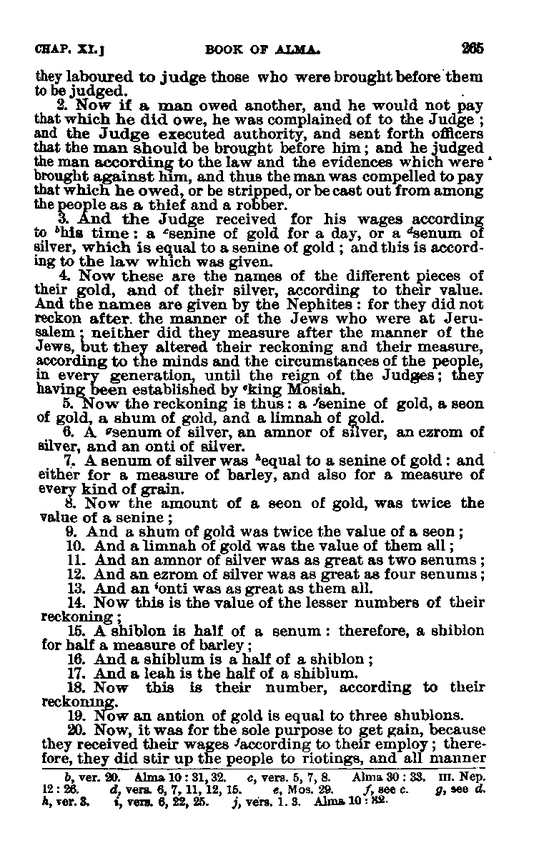 CHAP. XI.] BOOK OF ALMA. 265
they laboured to judge those who were brought before them
to be judged.
2. Now if a man owed another, and he would not pay
that which he did owe, he was complained of to the Judge;
and the Judge executed authority, and sent forth officers
that the man should be brought before him; and he judged
the man according to the law and the evidences which were
brought against him, and thus the man was compelled to pay
that which he owed, or be stripped, or be cast out from among
the people as a thief and a robber.
3. And the Judge received for his wages according
to ᵇhis time: a ᶜsenine of gold for a day, or a ᵈsenum of
silver, which is equal to a senine of gold; and this is accord-
ing to the law which was given.
4. Now these are the names of the different pieces of
their gold, and of their silver, according to their value.
And the names are given by the Nephites: for they did not
reckon after the manner of the Jews who were at Jeru-
salem; neither did they measure after the manner of the
Jews, but they altered their reckoning and their measure,
according to the minds and the circumstances of the people,
in every generation, until the reign of the Judges; they
having been established by ᵉking Mosiah.
5. Now the reckoning is thus: a ᶠsenine of gold, a seon
of gold, a shum of gold, and a limnah of gold.
6. A ᵍsenum of silver, an amnor of silver, an ezrom of
silver, and an onti of silver.
7. A senum of silver was ʰequal to a senine of gold: and
either for a measure of barley, and also for a measure of
every kind of grain.
8. Now the amount of a seon of gold, was twice the
value of a senine;
9. And a shum of gold was twice the value of a seon;
10. And a limnah of gold was the value of them all;
11. And an amnor of silver was as great as two senums;
12. And an ezrom of silver was as great as four senums;
13. And an ⁱonti was as great as them all.
14. Now this is the value of the lesser numbers of their
reckoning;
15. A shiblon is half of a senum: therefore, a shiblon
for half a measure of barley;
16. And a shiblum is a half of a shiblon;
17. And a leah is the half of a shiblum.
18. Now this is their number, according to their
reckoning.
19. Now an antion of gold is equal to three shublons.
20. Now, it was for the sole purpose to get gain, because
they received their wages ʲaccording to their employ; there-
fore, they did stir up the people to riotings, and all manner
b, ver. 20. Alma 10: 31, 32. c, vers. 5, 7, 8. Alma 30: 33. III. Nep.
12: 26. d, vers. 6, 7, 11, 12, 15. e, Mos. 29. f, see c. g, see d.
h, ver. 3. i, vers. 6, 22, 25. j, vers. 1. 3. Alma 10: 32.